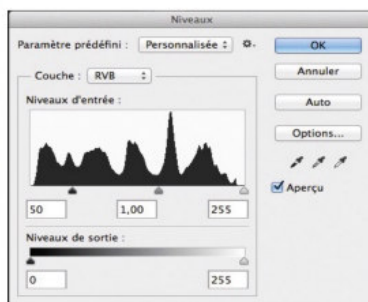 Niveaux
Paramètre prédéfini : Personnalisée
OK
Annuler
Couche : RVB
Niveaux d'entrée :
Auto
Options...
Aperçu
50 1,00 255
Niveaux de sortie :
0 255